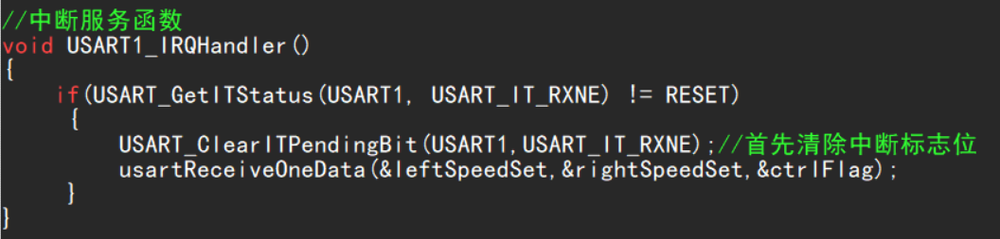 //中断服务函数
void USART1_IRQHandler()
{
if(USART_GetITStatus(USART1, USART_IT_RXNE) != RESET)
{
USART_ClearITPendingBit(USART1,USART_IT_RXNE);//首先清除中断标志位
usartReceiveOneData(&leftSpeedSet,&rightSpeedSet,&ctrlFlag);
}
}